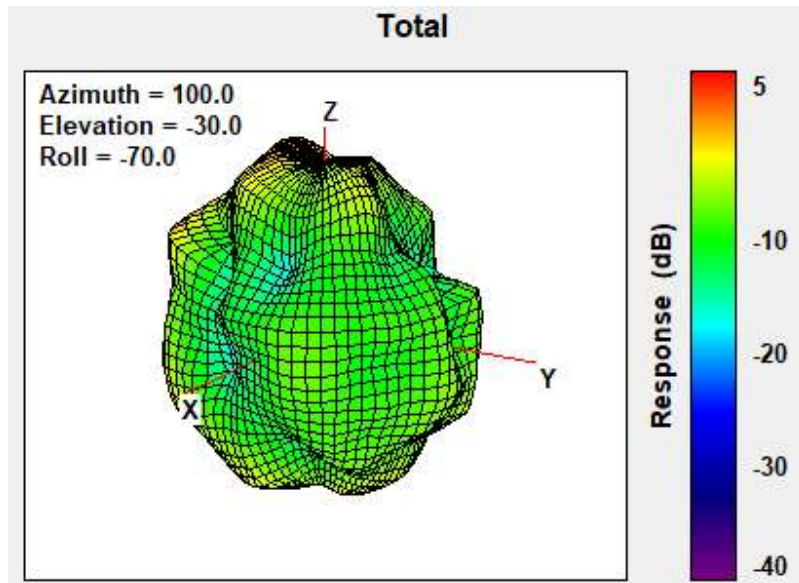 Total
Azimuth = 100.0
Elevation = -30.0
Roll = -70.0
Z
Y
X
Response (dB)
5
-10
-20
-30
-40